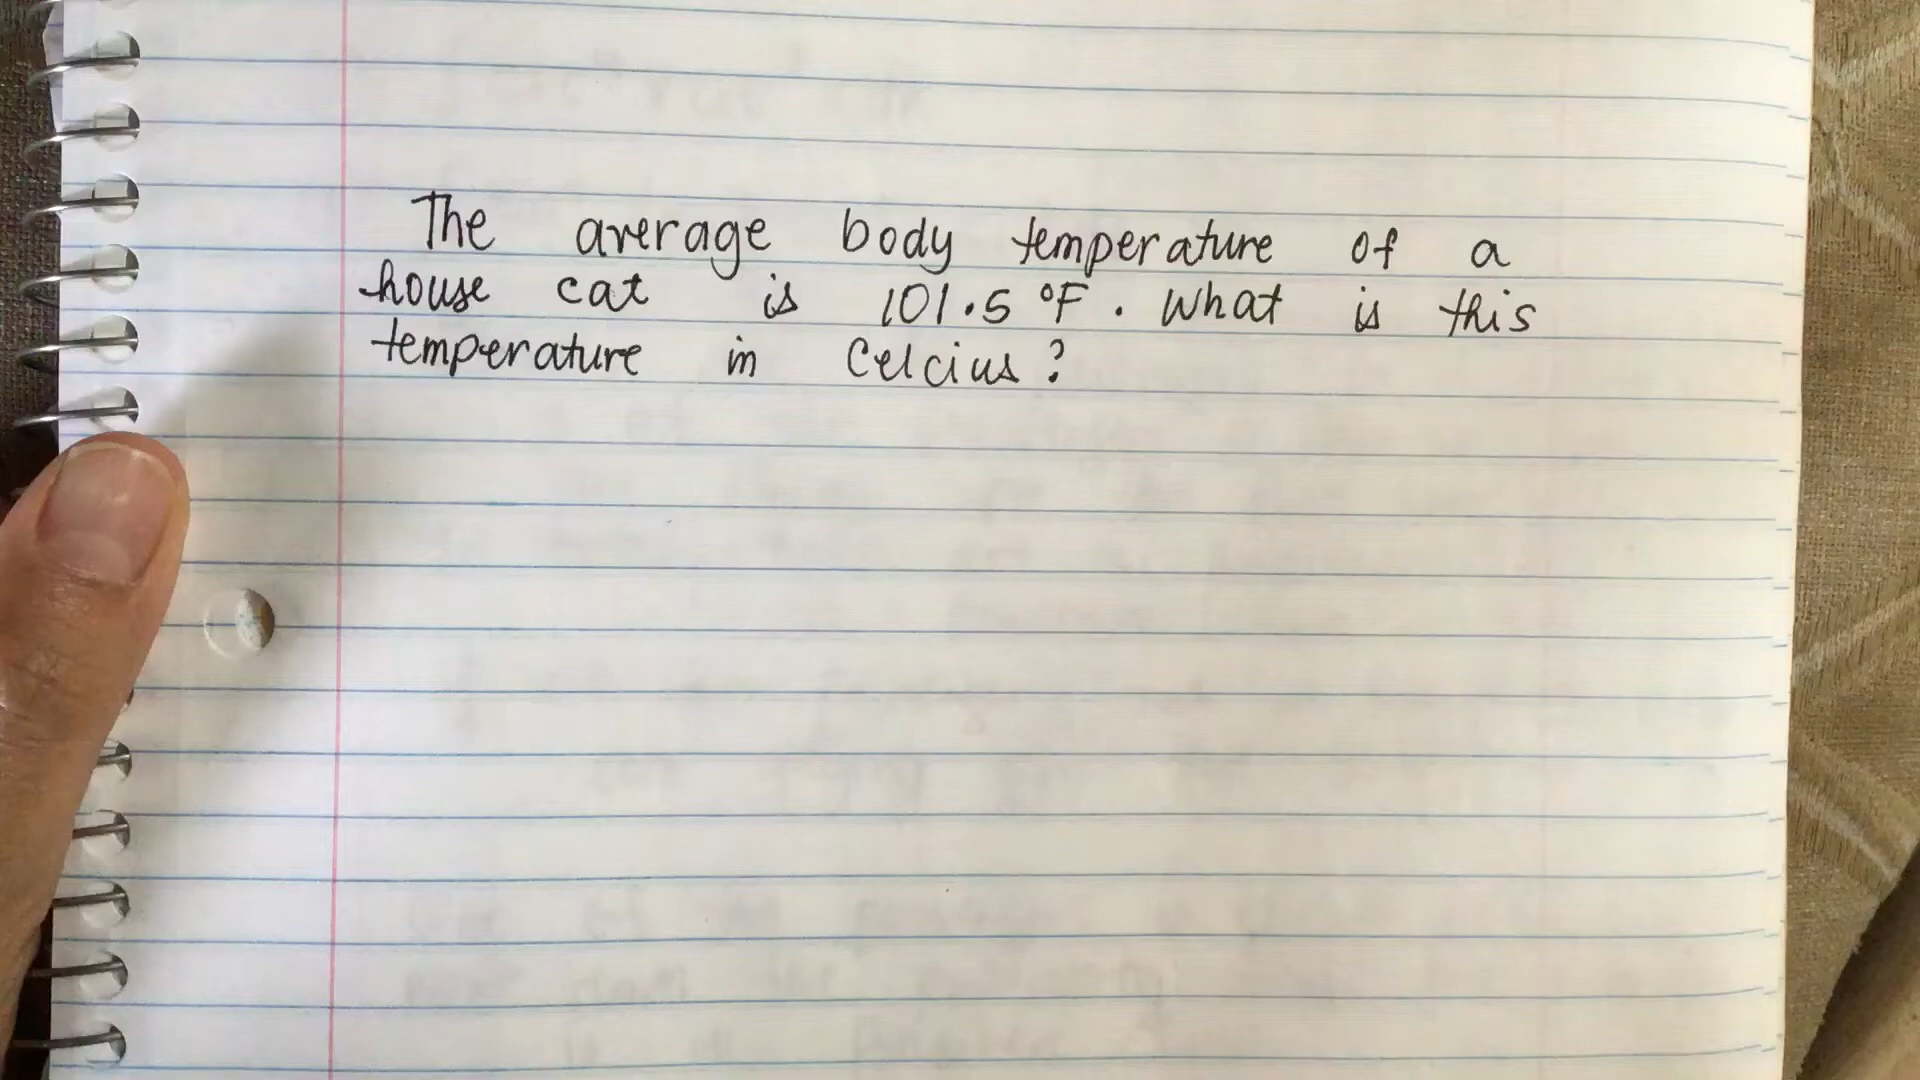 The average body temperature of a
house cat is 101.5 °F. What is this
temperature in Celcius?